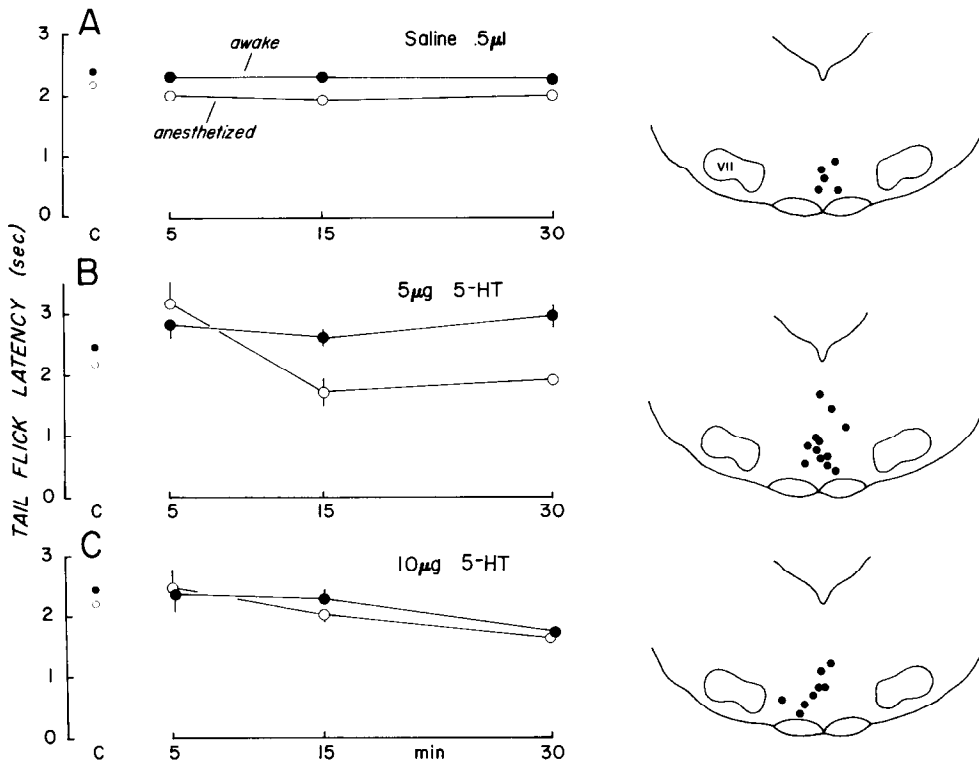 A
Saline .5μl
awake
anesthetized
3
2
1
0
C
5
15
30
VII
TAIL FLICK LATENCY (sec)
B
5μg 5-HT
3
2
1
0
C
5
15
30
C
10μg 5-HT
3
2
1
0
C
5
15
min
30